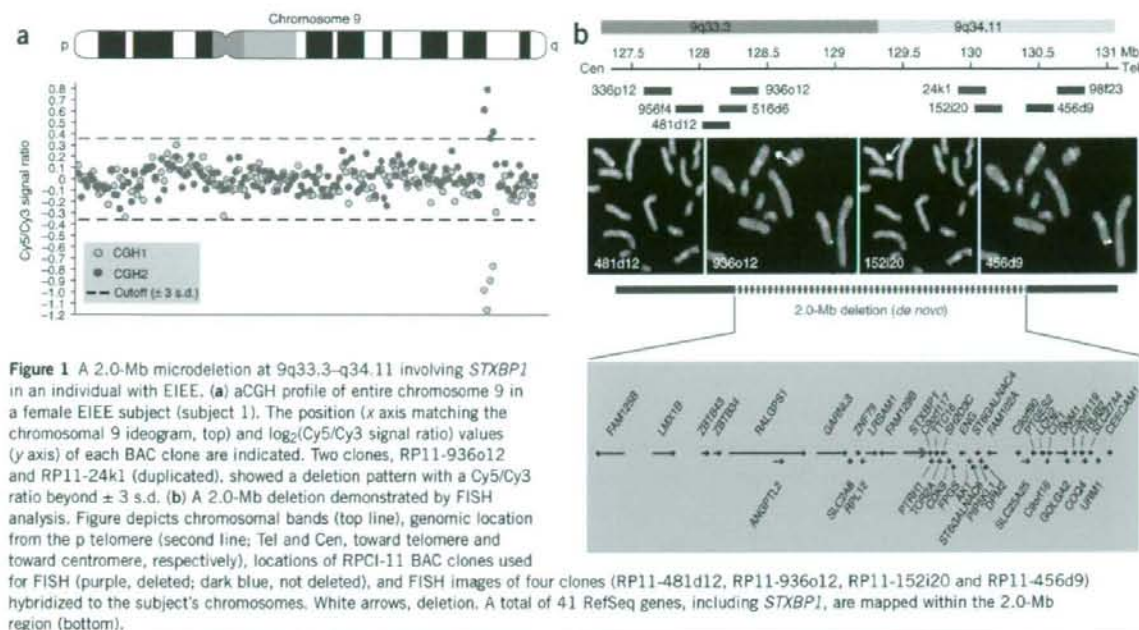 a
Chromosome 9
p
q
Cy5/Cy3 signal ratio
0.8
0.7
0.6
0.5
0.4
0.3
0.2
0.1
0
-0.1
-0.2
-0.3
-0.4
-0.5
-0.6
-0.7
-0.8
-0.9
-1.0
-1.1
-1.2
CGH1
CGH2
Cutoff (± 3 s.d.)
b
9q33.3
9q34.11
127.5 128 128.5 129 129.5 130 130.5 131 Mb
Cen
Tel
336p12 936o12 24k1 98f23
956f4 516d6 152i20 456d9
481d12
481d12 936o12 152i20 456d9
2.0-Mb deletion (de novo)
FAM125B
LMX1B
ZBTB43
ZBTB34
RALGPS1
GARNL3
ZNF79
LRSAM1
FAM129B
STXBP1
SH2D3C
ENG
ST6GALNAC4
FAM102A
CEECAM1
ANGPTL2
SLC2A8
RPL12
PTRH1
TOR2A
CDK9
FPGS
AK1
ST6GALNAC6
PIP5KL1
DPM2
SLC25A25
C9orf16
GOLGA2
COQ4
URM1
Figure 1 A 2.0-Mb microdeletion at 9q33.3–q34.11 involving STXBP1
in an individual with EIEE. (a) aCGH profile of entire chromosome 9 in
a female EIEE subject (subject 1). The position (x axis matching the
chromosomal 9 ideogram, top) and log2(Cy5/Cy3 signal ratio) values
(y axis) of each BAC clone are indicated. Two clones, RP11-936o12
and RP11-24k1 (duplicated), showed a deletion pattern with a Cy5/Cy3
ratio beyond ± 3 s.d. (b) A 2.0-Mb deletion demonstrated by FISH
analysis. Figure depicts chromosomal bands (top line), genomic location
from the p telomere (second line; Tel and Cen, toward telomere and
toward centromere, respectively), locations of RPCI-11 BAC clones used
for FISH (purple, deleted; dark blue, not deleted), and FISH images of four clones (RP11-481d12, RP11-936o12, RP11-152i20 and RP11-456d9)
hybridized to the subject's chromosomes. White arrows, deletion. A total of 41 RefSeq genes, including STXBP1, are mapped within the 2.0-Mb
region (bottom).